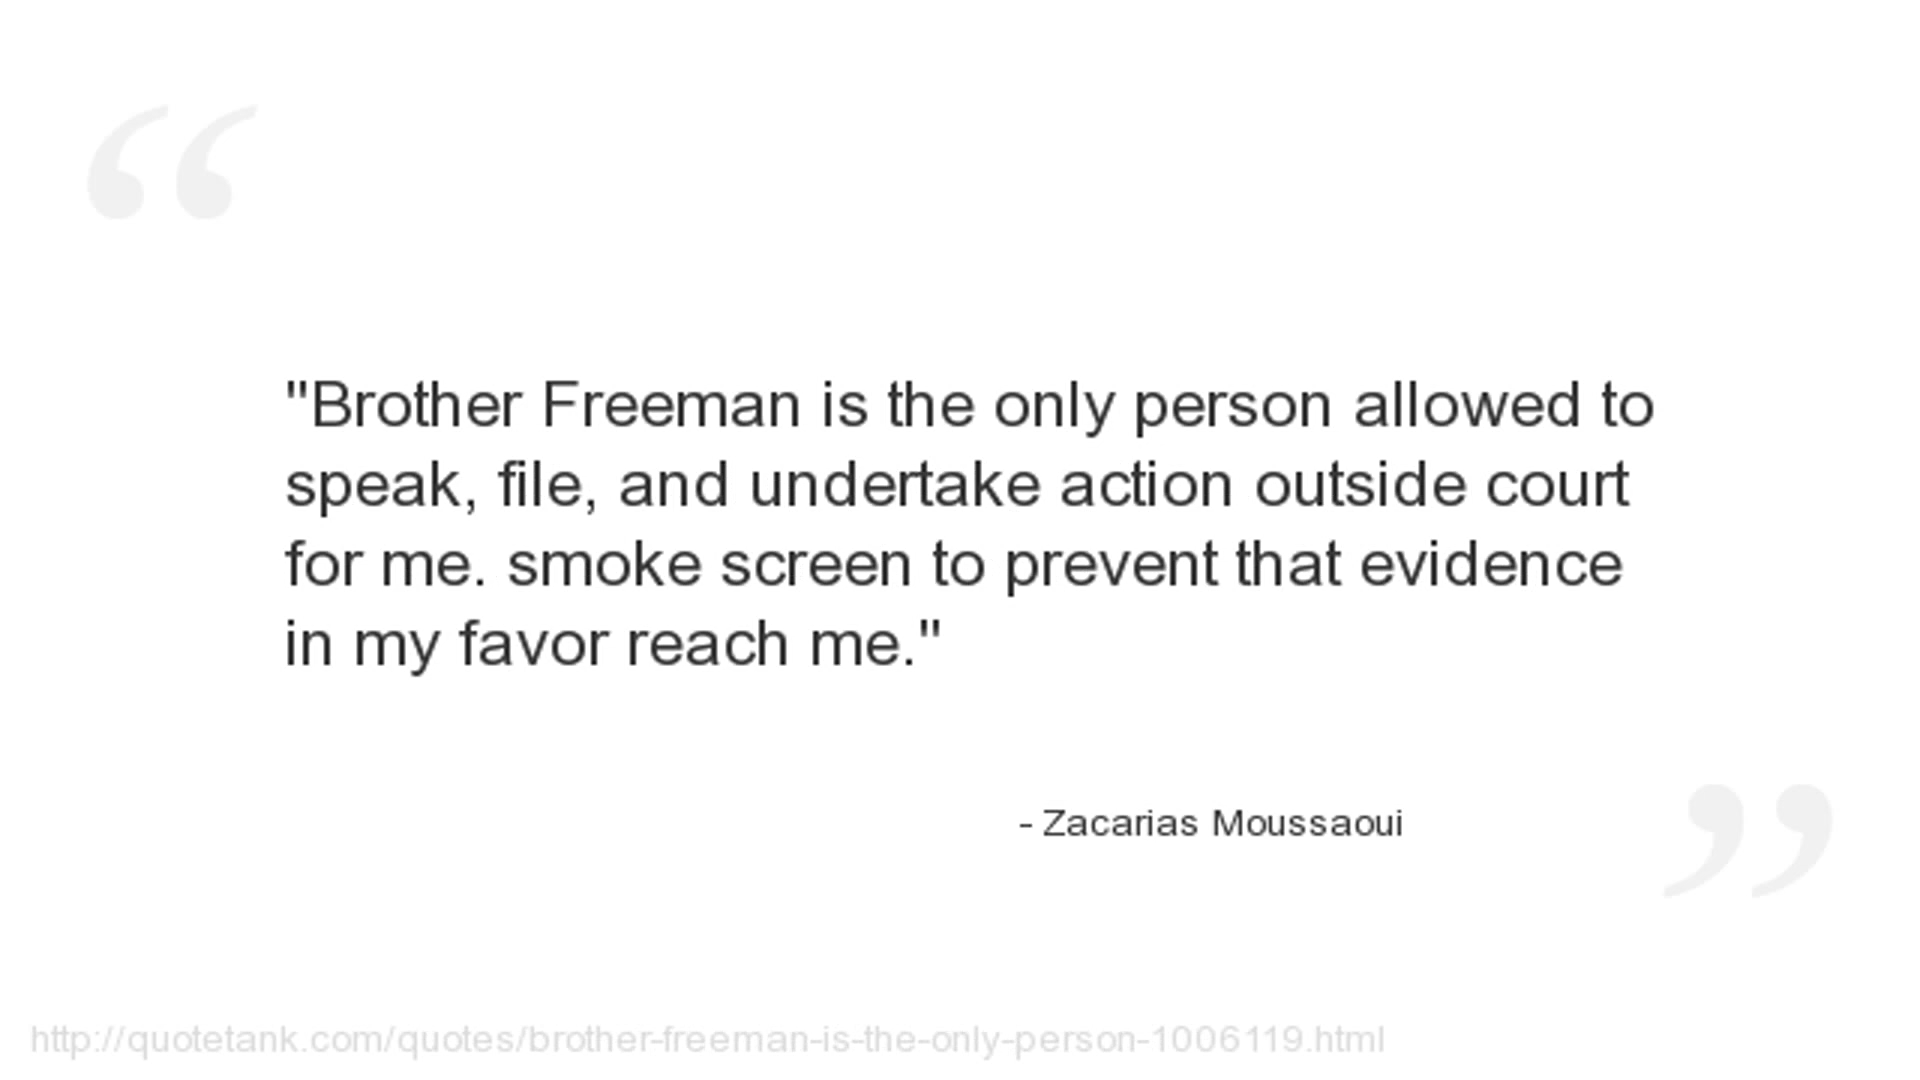 "Brother Freeman is the only person allowed to
speak, file, and undertake action outside court
for me. smoke screen to prevent that evidence
in my favor reach me."
- Zacarias Moussaoui
http://quotetank.com/quotes/brother-freeman-is-the-only-person-1006119.html